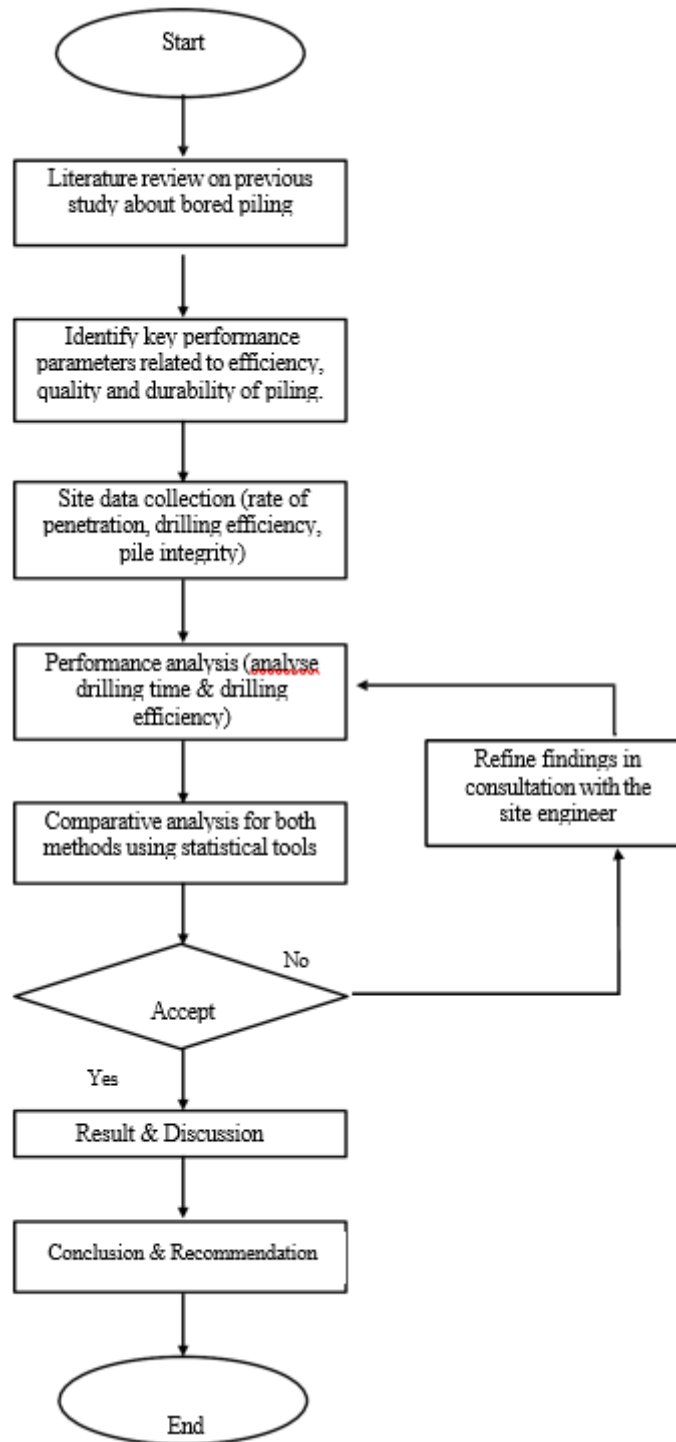 Start
Literature review on previous
study about bored piling
Identify key performance
parameters related to efficiency,
quality and durability of piling.
Site data collection (rate of
penetration, drilling efficiency,
pile integrity)
Performance analysis (analyse
drilling time & drilling
efficiency)
Refine findings in
consultation with the
site engineer
Comparative analysis for both
methods using statistical tools
No
Accept
Yes
Result & Discussion
Conclusion & Recommendation
End